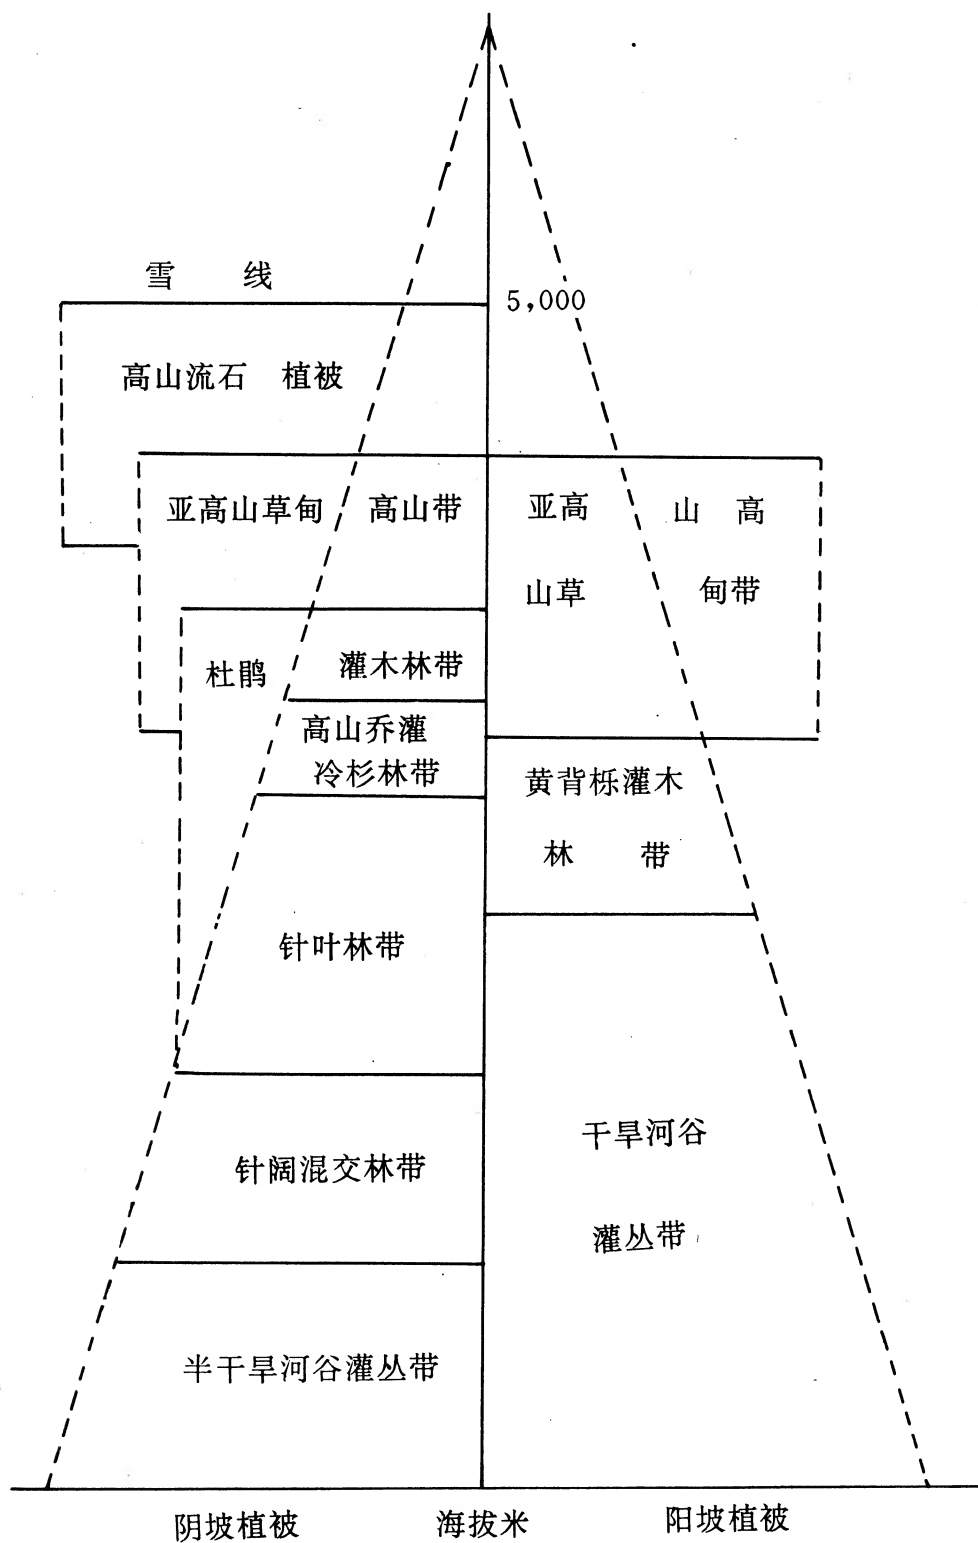 雪 线
5,000
高山流石 植被
亚高山草甸 高山带
亚高 山 高
山草 甸带
杜鹃 灌木林带
高山乔灌
冷杉林带
黄背栎灌木
林 带
针叶林带
干旱河谷
灌丛带
针阔混交林带
半干旱河谷灌丛带
阴坡植被 海拔米 阳坡植被